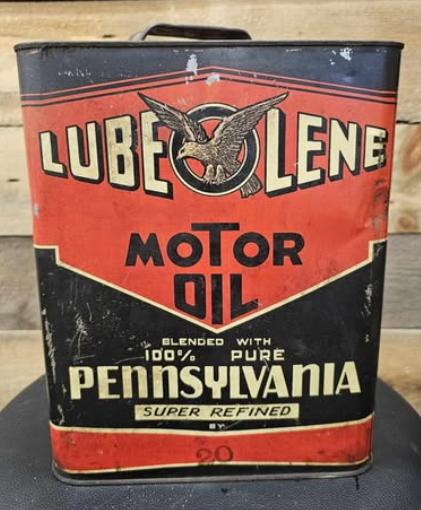 LUBE O LENE
MOTOR
OIL
BLENDED WITH
100% PURE
PENNSYLVANIA
SUPER REFINED
BY
20